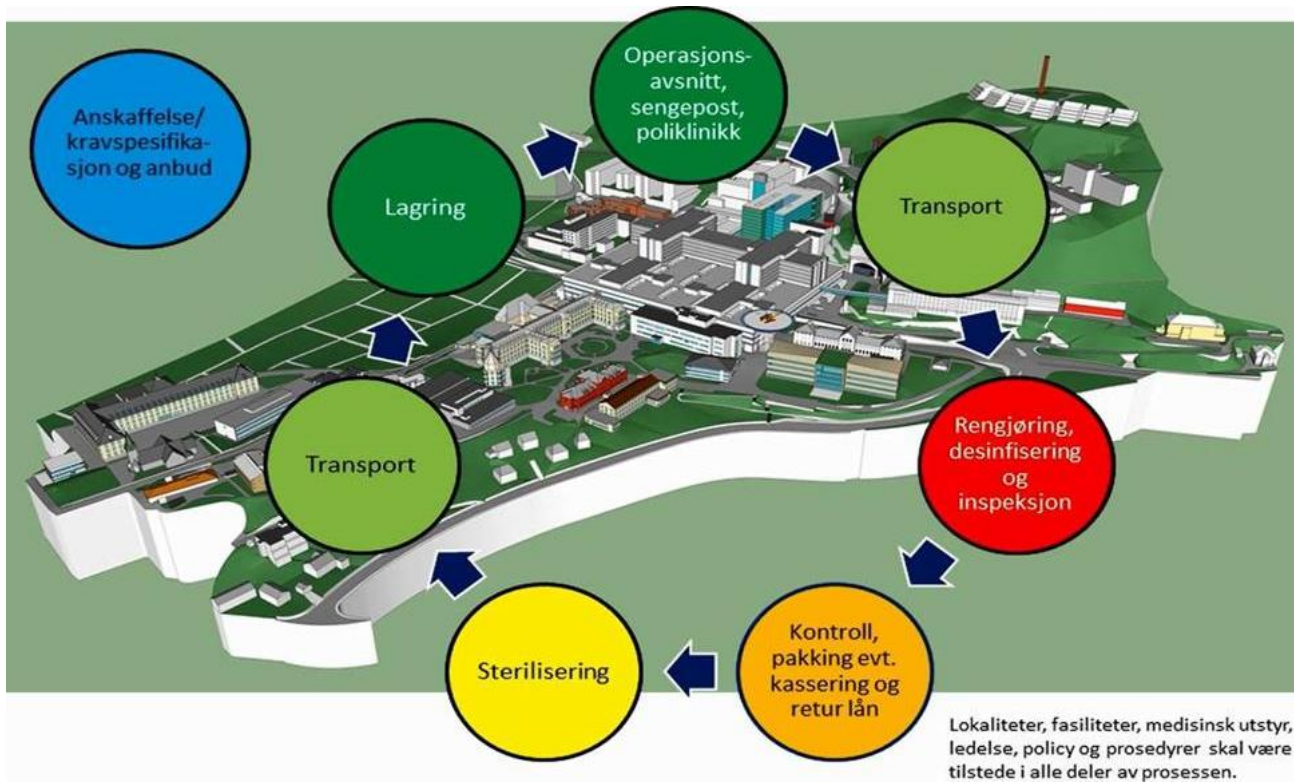 Anskaffelse/
kravspesifika-
sjon og anbud
Operasjons-
avsnitt,
sengepost,
poliklinikk
Lagring
Transport
Transport
Rengjøring,
desinfisering
og
inspeksjon
Sterilisering
Kontroll,
pakking evt.
kassering og
retur lån
Lokaliteter, fasiliteter, medisinsk utstyr,
ledelse, policy og prosedyrer skal være
tilstede i alle deler av prosessen.